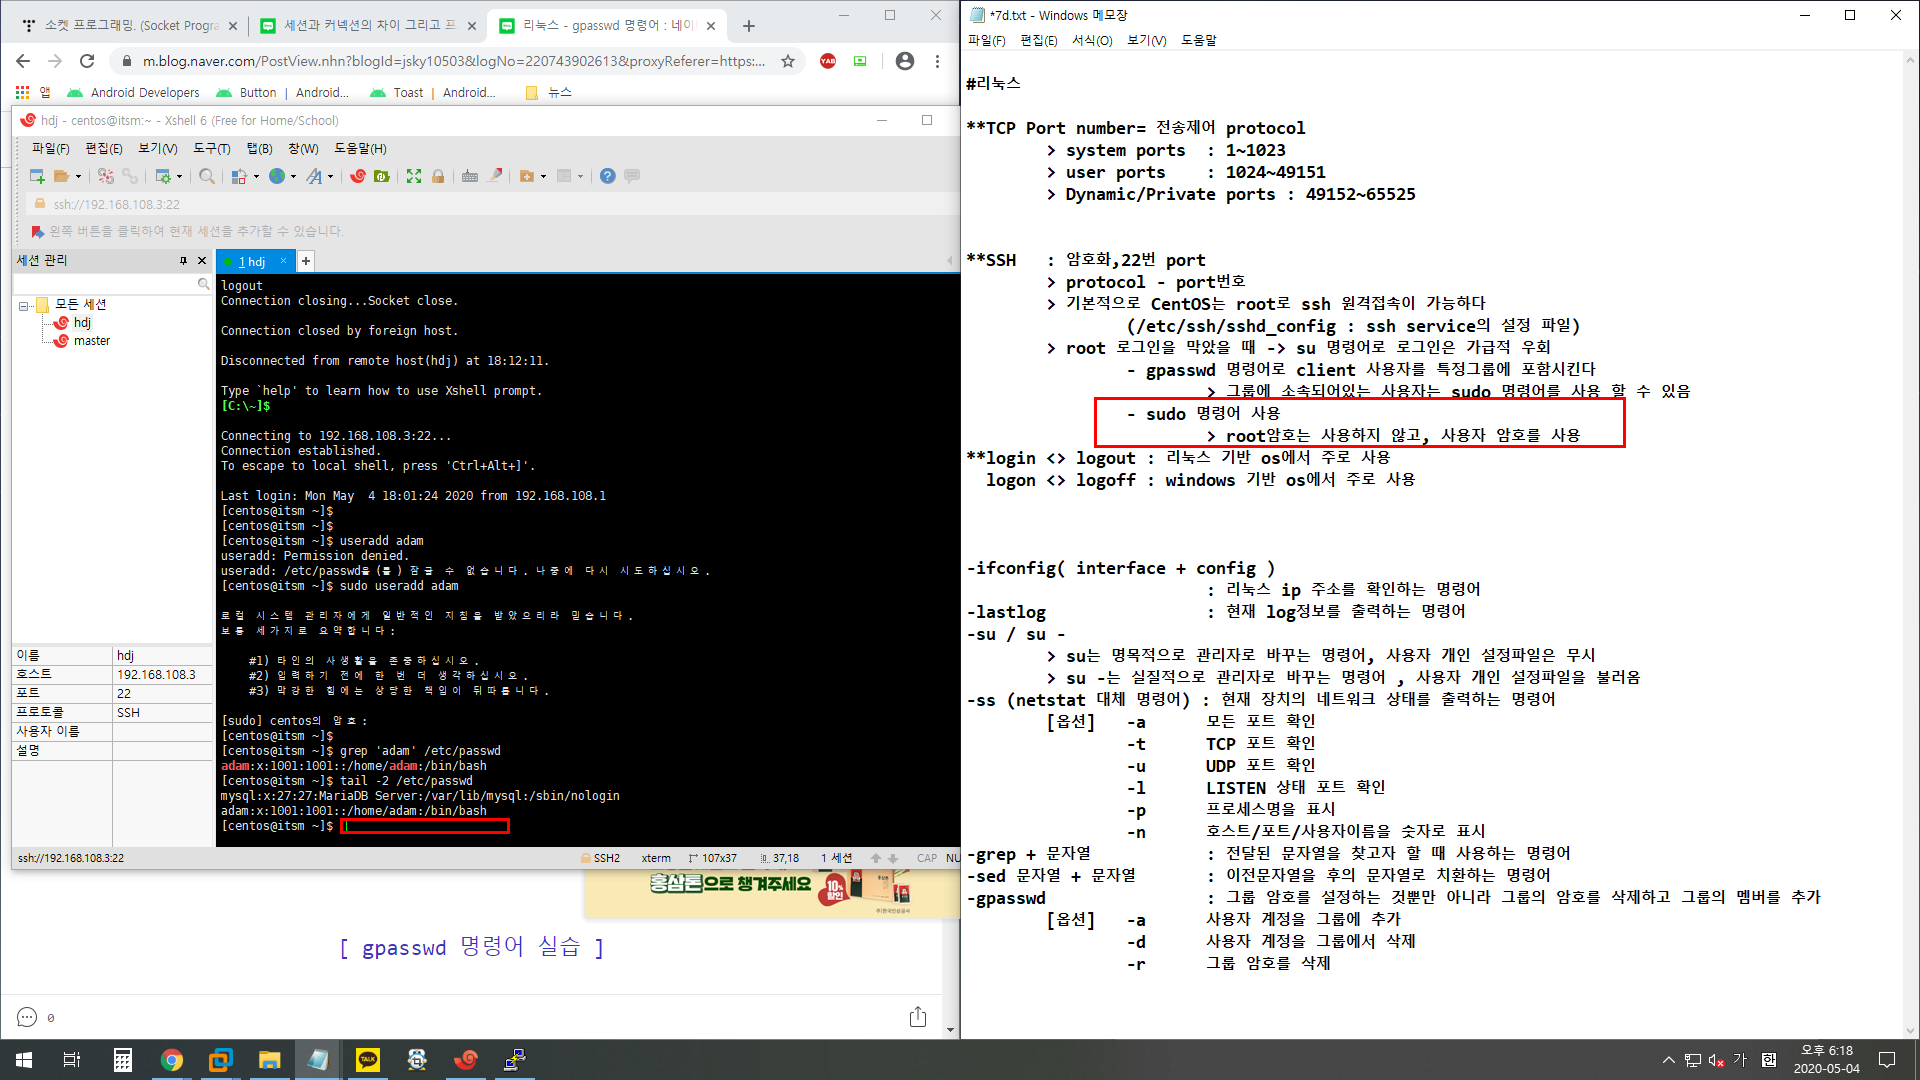 소켓 프로그래밍. (Socket Progra
세션과 커넥션의 차이 그리고 프
리눅스 - gpasswd 명령어 : 네이
m.blog.naver.com/PostView.nhn?blogId=jsky10503&logNo=220743902613&proxyReferer=https:...
앱
Android Developers
Button | Android...
Toast | Android...
뉴스
hdj - centos@itsm:~ - Xshell 6 (Free for Home/School)
파일(F) 편집(E) 보기(V) 도구(T) 탭(B) 창(W) 도움말(H)
ssh://192.168.108.3:22
왼쪽 버튼을 클릭하여 현재 세션을 추가할 수 있습니다.
세션 관리
모든 세션
hdj
master
이름 hdj
호스트 192.168.108.3
포트 22
프로토콜 SSH
사용자 이름
설명
1 hdj
logout
Connection closing...Socket close.
Connection closed by foreign host.
Disconnected from remote host(hdj) at 18:12:11.
Type `help' to learn how to use Xshell prompt.
[C:\~]$
Connecting to 192.168.108.3:22...
Connection established.
To escape to local shell, press 'Ctrl+Alt+]'.
Last login: Mon May  4 18:01:24 2020 from 192.168.108.1
[centos@itsm ~]$
[centos@itsm ~]$
[centos@itsm ~]$ useradd adam
useradd: Permission denied.
useradd: /etc/passwd을(를) 잠글 수 없습니다. 나중에 다시 시도하십시오.
[centos@itsm ~]$ sudo useradd adam
로컬 시스템 관리자에게 일반적인 지침을 받았으리라 믿습니다.
보통 세가지로 요약합니다:
#1) 타인의 사생활을 존중하십시오.
#2) 입력하기 전에 한 번 더 생각하십시오.
#3) 막강한 힘에는 상당한 책임이 뒤따릅니다.
[sudo] centos의 암호:
[centos@itsm ~]$
[centos@itsm ~]$ grep 'adam' /etc/passwd
adam:x:1001:1001::/home/adam:/bin/bash
[centos@itsm ~]$ tail -2 /etc/passwd
mysql:x:27:27:MariaDB Server:/var/lib/mysql:/sbin/nologin
adam:x:1001:1001::/home/adam:/bin/bash
[centos@itsm ~]$
ssh://192.168.108.3:22 SSH2 xterm 107x37 37,18 1 세션 CAP NU
홍삼톤으로 챙겨주세요 10% 할인
[ gpasswd 명령어 실습 ]
0
*7d.txt - Windows 메모장
파일(F) 편집(E) 서식(O) 보기(V) 도움말
#리눅스
**TCP Port number= 전송제어 protocol
> system ports  : 1~1023
> user ports    : 1024~49151
> Dynamic/Private ports : 49152~65525
**SSH   : 암호화,22번 port
> protocol - port번호
> 기본적으로 CentOS는 root로 ssh 원격접속이 가능하다
(/etc/ssh/sshd_config : ssh service의 설정 파일)
> root 로그인을 막았을 때 -> su 명령어로 로그인은 가급적 우회
- gpasswd 명령어로 client 사용자를 특정그룹에 포함시킨다
> 그룹에 소속되어있는 사용자는 sudo 명령어를 사용 할 수 있음
- sudo 명령어 사용
> root암호는 사용하지 않고, 사용자 암호를 사용
**login <> logout : 리눅스 기반 os에서 주로 사용
logon <> logoff : windows 기반 os에서 주로 사용
-ifconfig( interface + config )
: 리눅스 ip 주소를 확인하는 명령어
-lastlog : 현재 log정보를 출력하는 명령어
-su / su -
> su는 명목적으로 관리자로 바꾸는 명령어, 사용자 개인 설정파일은 무시
> su -는 실질적으로 관리자로 바꾸는 명령어 , 사용자 개인 설정파일을 불러옴
-ss (netstat 대체 명령어) : 현재 장치의 네트워크 상태를 출력하는 명령어
[옵션] -a 모든 포트 확인
-t TCP 포트 확인
-u UDP 포트 확인
-l LISTEN 상태 포트 확인
-p 프로세스명을 표시
-n 호스트/포트/사용자이름을 숫자로 표시
-grep + 문자열 : 전달된 문자열을 찾고자 할 때 사용하는 명령어
-sed 문자열 + 문자열 : 이전문자열을 후의 문자열로 치환하는 명령어
-gpasswd : 그룹 암호를 설정하는 것뿐만 아니라 그룹의 암호를 삭제하고 그룹의 멤버를 추가
[옵션] -a 사용자 계정을 그룹에 추가
-d 사용자 계정을 그룹에서 삭제
-r 그룹 암호를 삭제
TALK
가 한
오후 6:18
2020-05-04